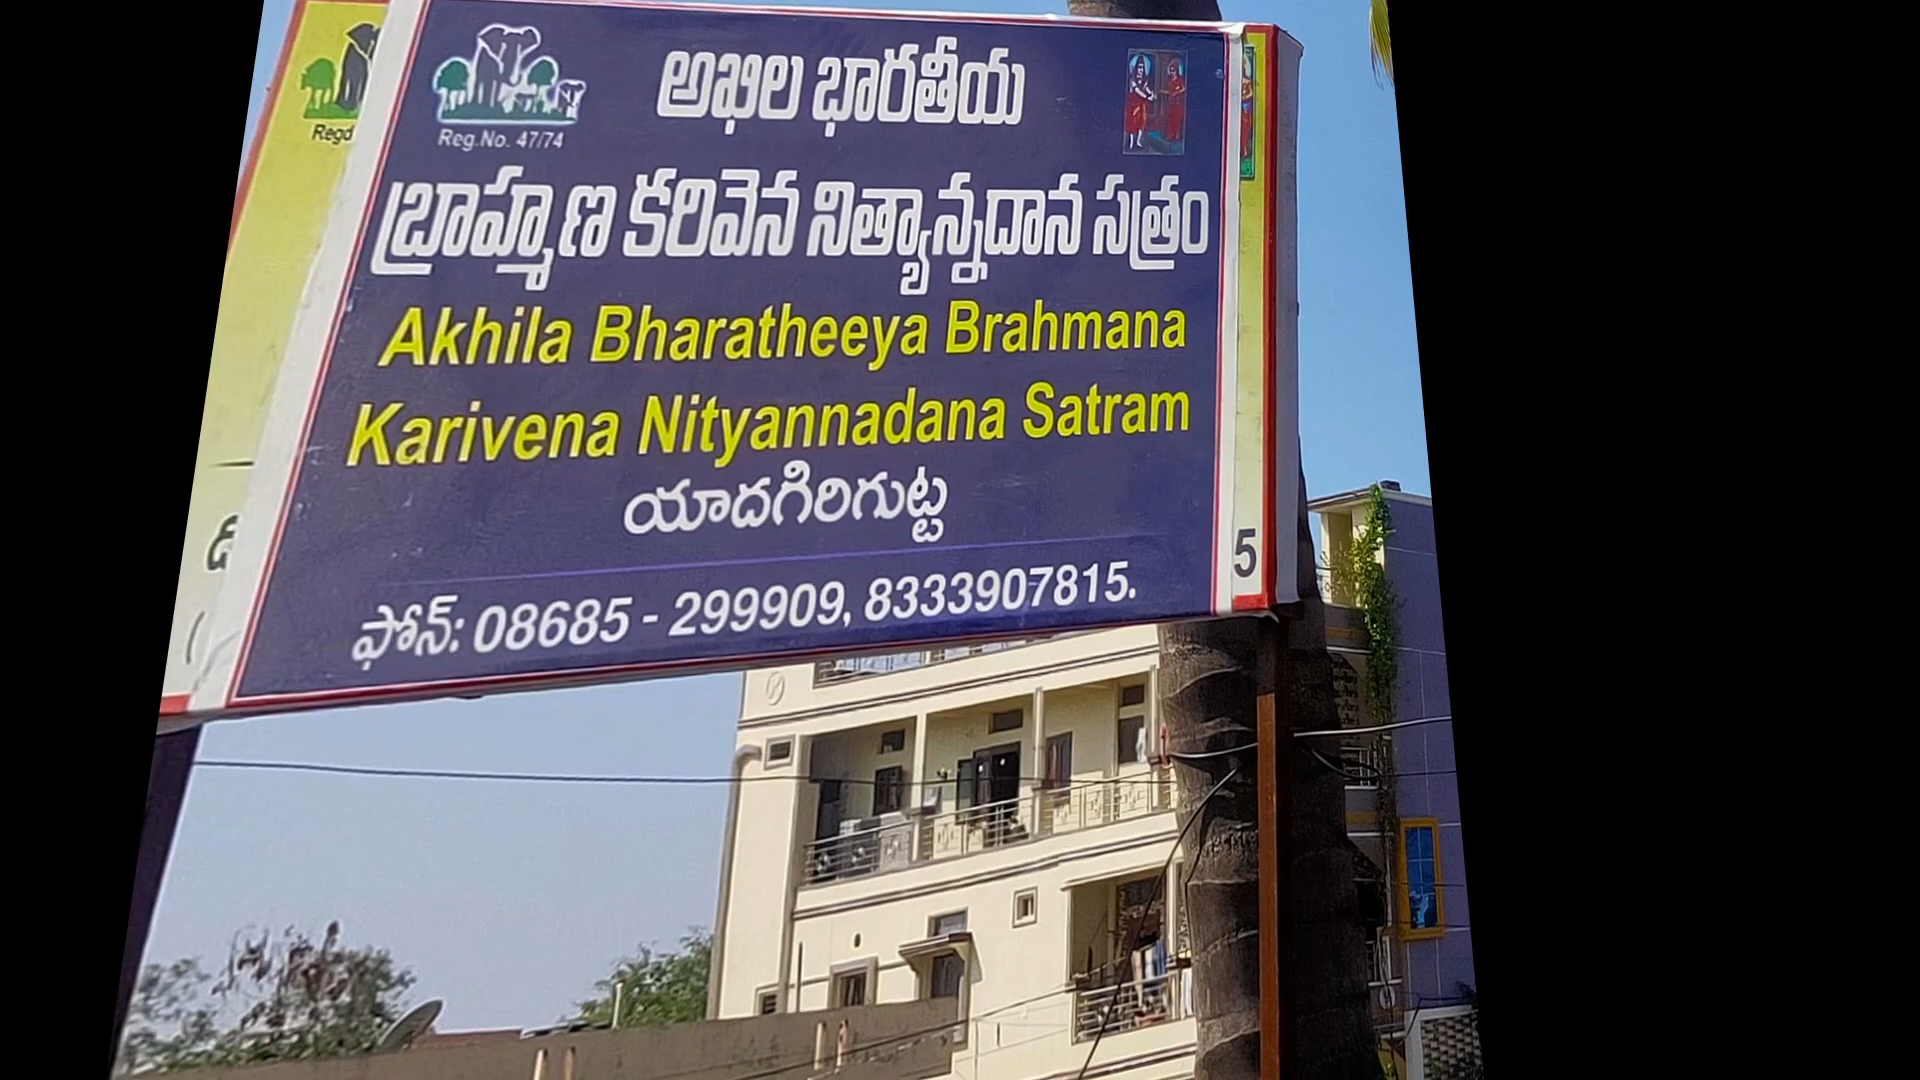 అఖిల భారతీయ
Reg.No. 47/74
Regd
బ్రాహ్మణ కరివెన నిత్యాన్నదాన సత్రం
Akhila Bharatheeya Brahmana
Karivena Nityannadana Satram
యాదగిరిగుట్ట
ఫోన్: 08685 - 299909, 8333907815.
5